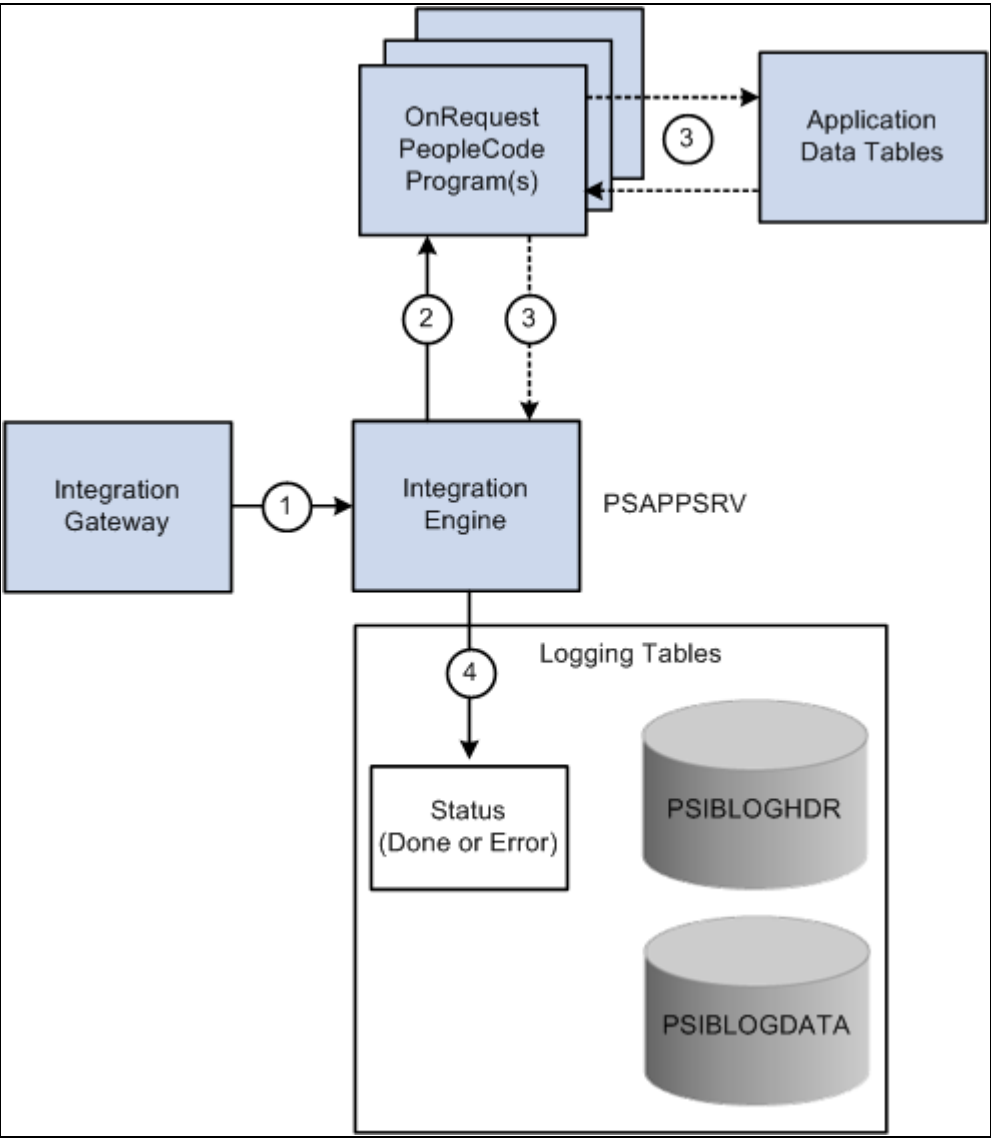 OnRequest
PeopleCode
Program(s)
3
Application
Data Tables
2
3
Integration
Gateway
1
Integration
Engine
PSAPPSRV
Logging Tables
4
Status
(Done or Error)
PSIBLOGHDR
PSIBLOGDATA